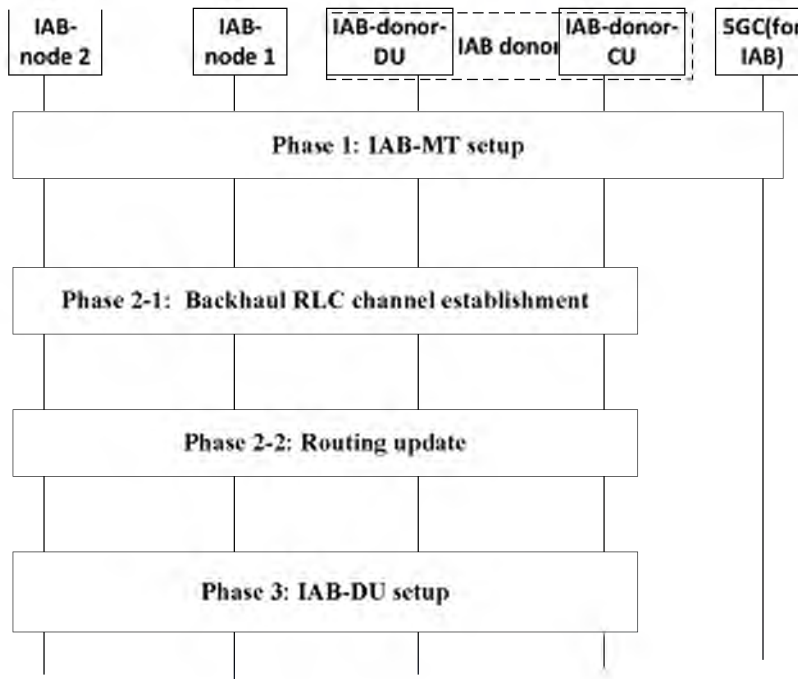 IAB-
node 2
IAB-
node 1
IAB-donor-
DU
IAB donor
IAB-donor-
CU
5GC(for
IAB)
Phase 1: IAB-MT setup
Phase 2-1: Backhaul RLC channel establishment
Phase 2-2: Routing update
Phase 3: IAB-DU setup